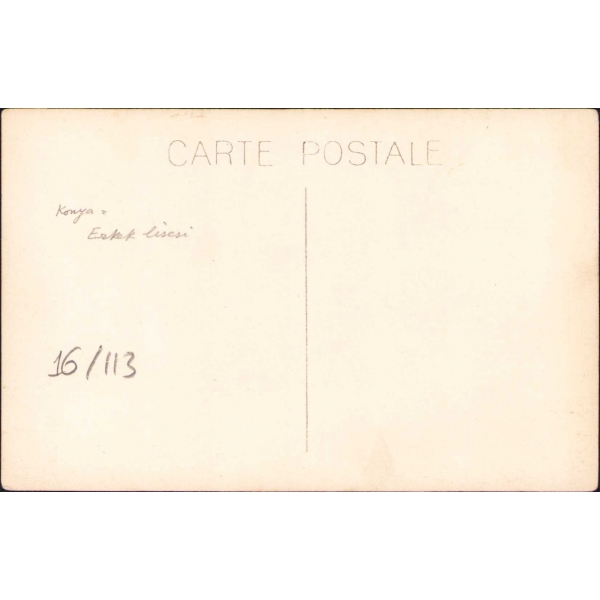 CARTE POSTALE
Konya :
Erkek lisesi
16/113